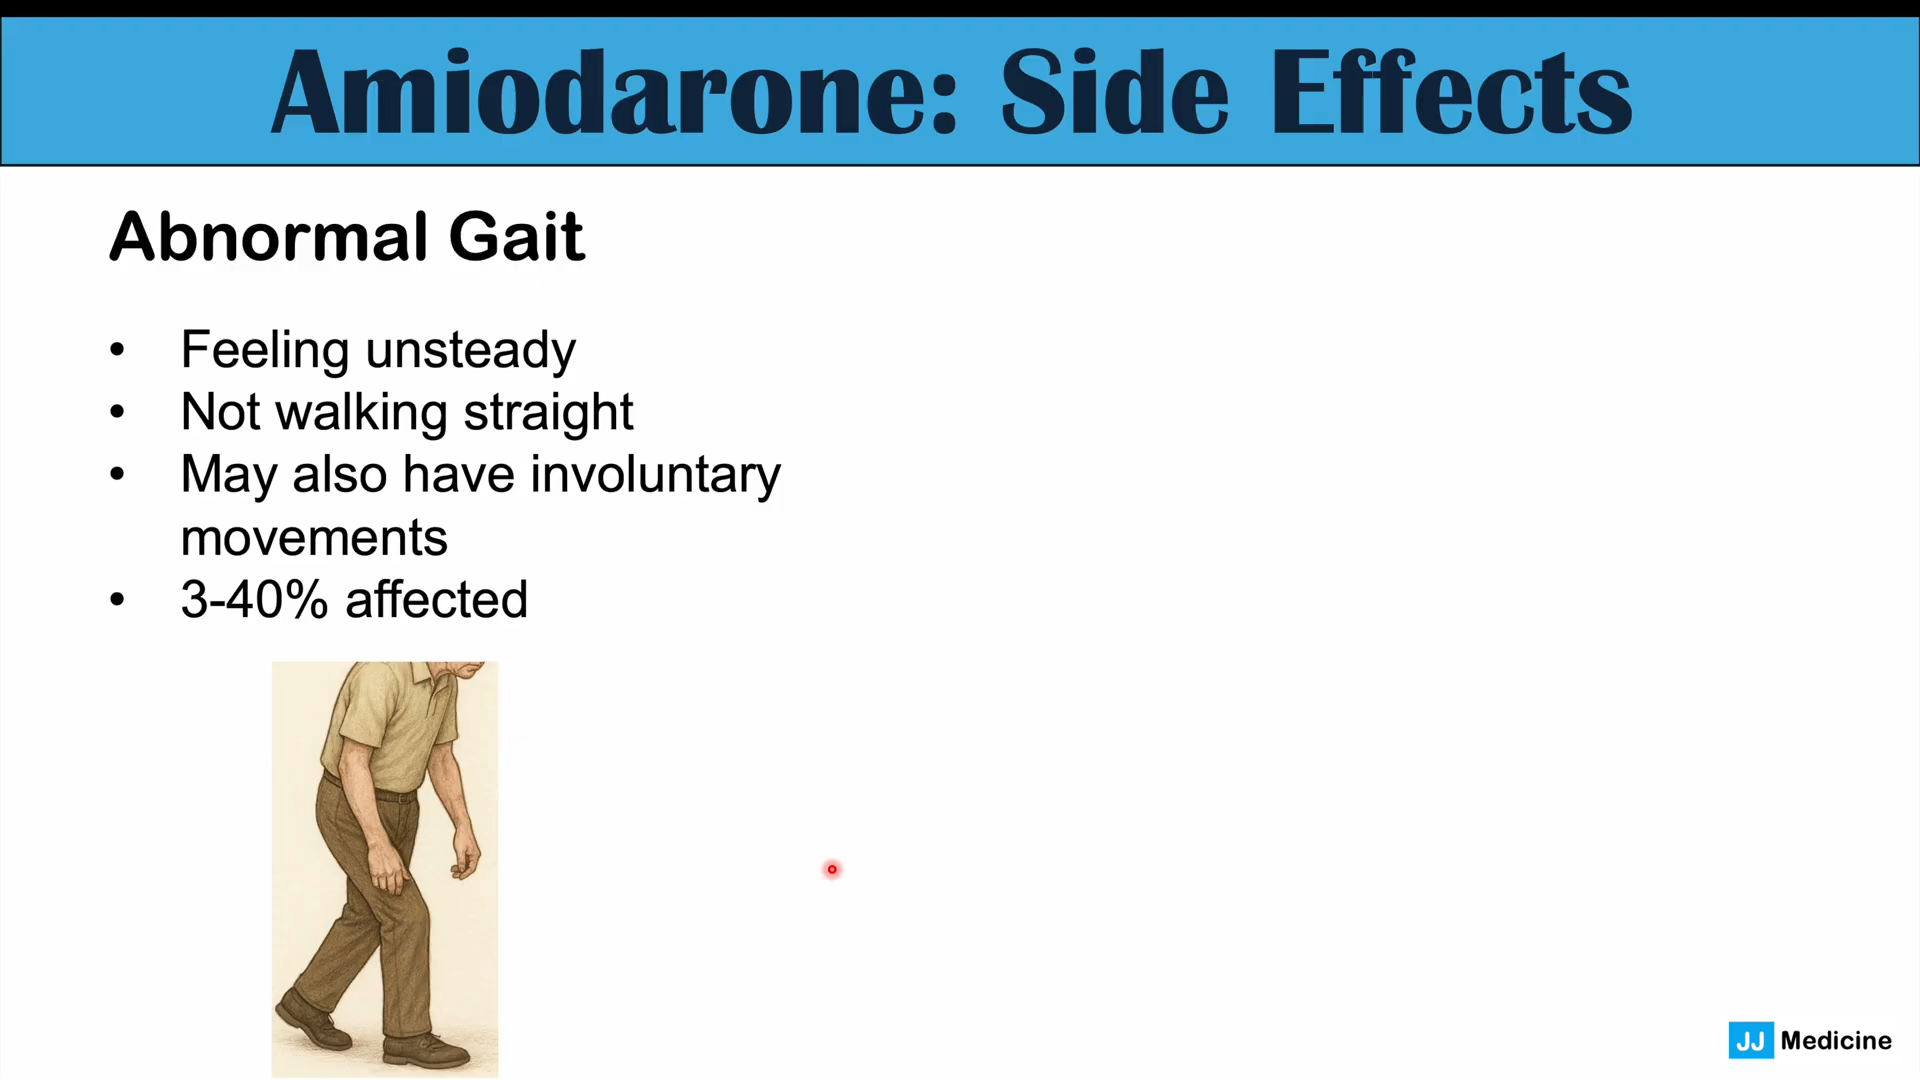 Amiodarone: Side Effects
Abnormal Gait
• Feeling unsteady
• Not walking straight
• May also have involuntary
movements
• 3-40% affected
JJ Medicine